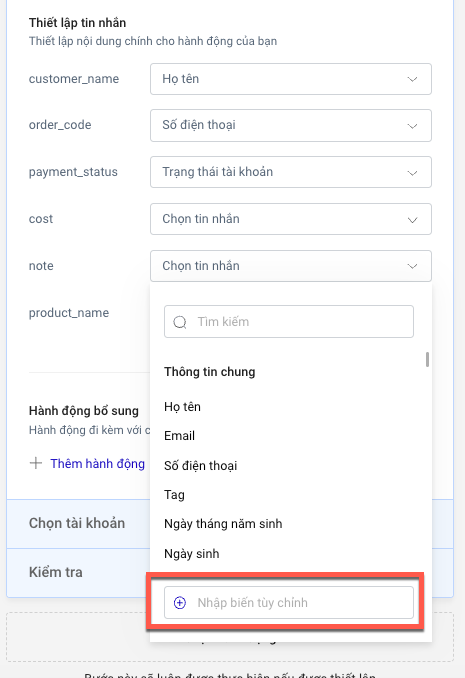 Thiết lập tin nhắn
Thiết lập nội dung chính cho hành động của bạn
customer_name
Họ tên
order_code
Số điện thoại
payment_status
Trạng thái tài khoản
cost
Chọn tin nhắn
note
Chọn tin nhắn
product_name
Tìm kiếm
Thông tin chung
Họ tên
Email
Số điện thoại
Tag
Ngày tháng năm sinh
Ngày sinh
Nhập biến tùy chỉnh
Hành động bổ sung
Hành động đi kèm với
Thêm hành động
Chọn tài khoản
Kiểm tra